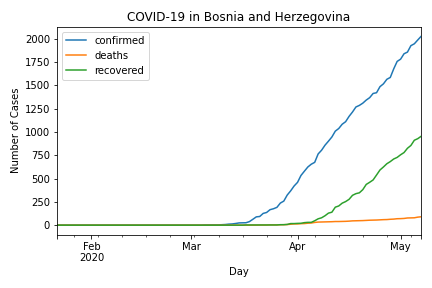 COVID-19 in Bosnia and Herzegovina
confirmed
deaths
recovered
Number of Cases
2000
1750
1500
1250
1000
750
500
250
0
Feb
2020
Mar
Apr
May
Day